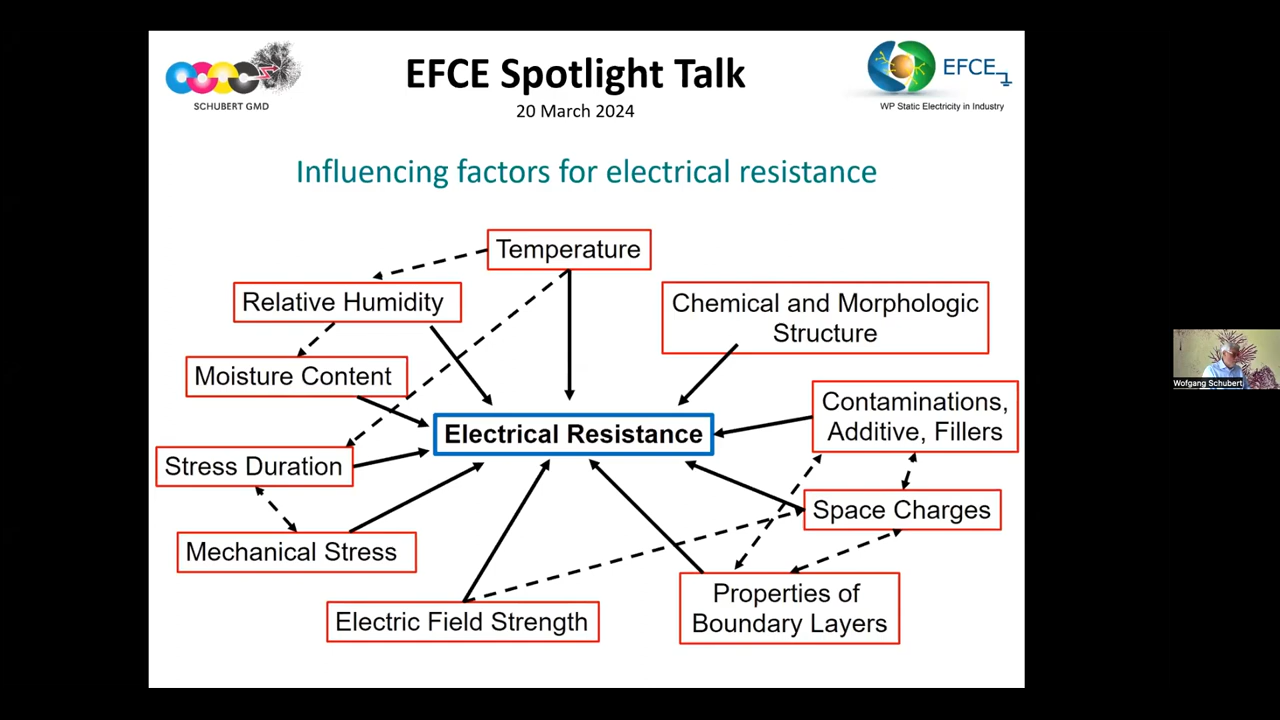 SCHUBERT GMD
EFCE Spotlight Talk
20 March 2024
EFCE
WP Static Electricity in Industry
Influencing factors for electrical resistance
Temperature
Relative Humidity
Chemical and Morphologic
Structure
Moisture Content
Contaminations,
Additive, Fillers
Electrical Resistance
Stress Duration
Space Charges
Mechanical Stress
Properties of
Boundary Layers
Electric Field Strength
Wofgang Schubert